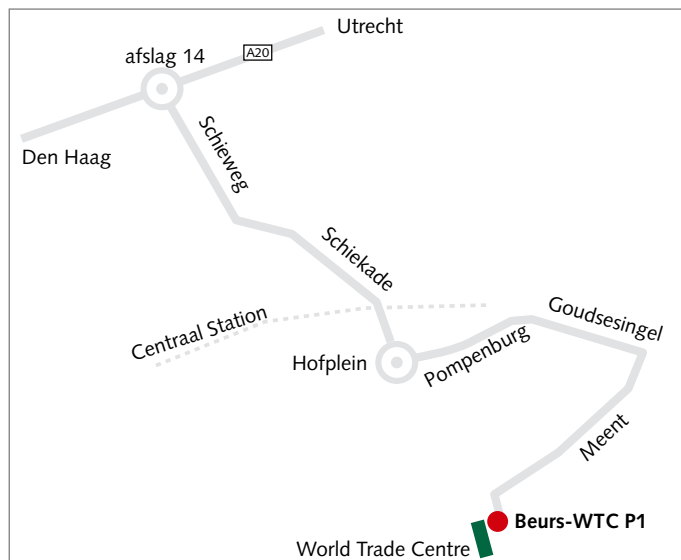 Utrecht
A20
afslag 14
Den Haag
Schieweg
Schiekade
Centraal Station
Goudsesingel
Hofplein
Pompenburg
Meent
Beurs-WTC P1
World Trade Centre